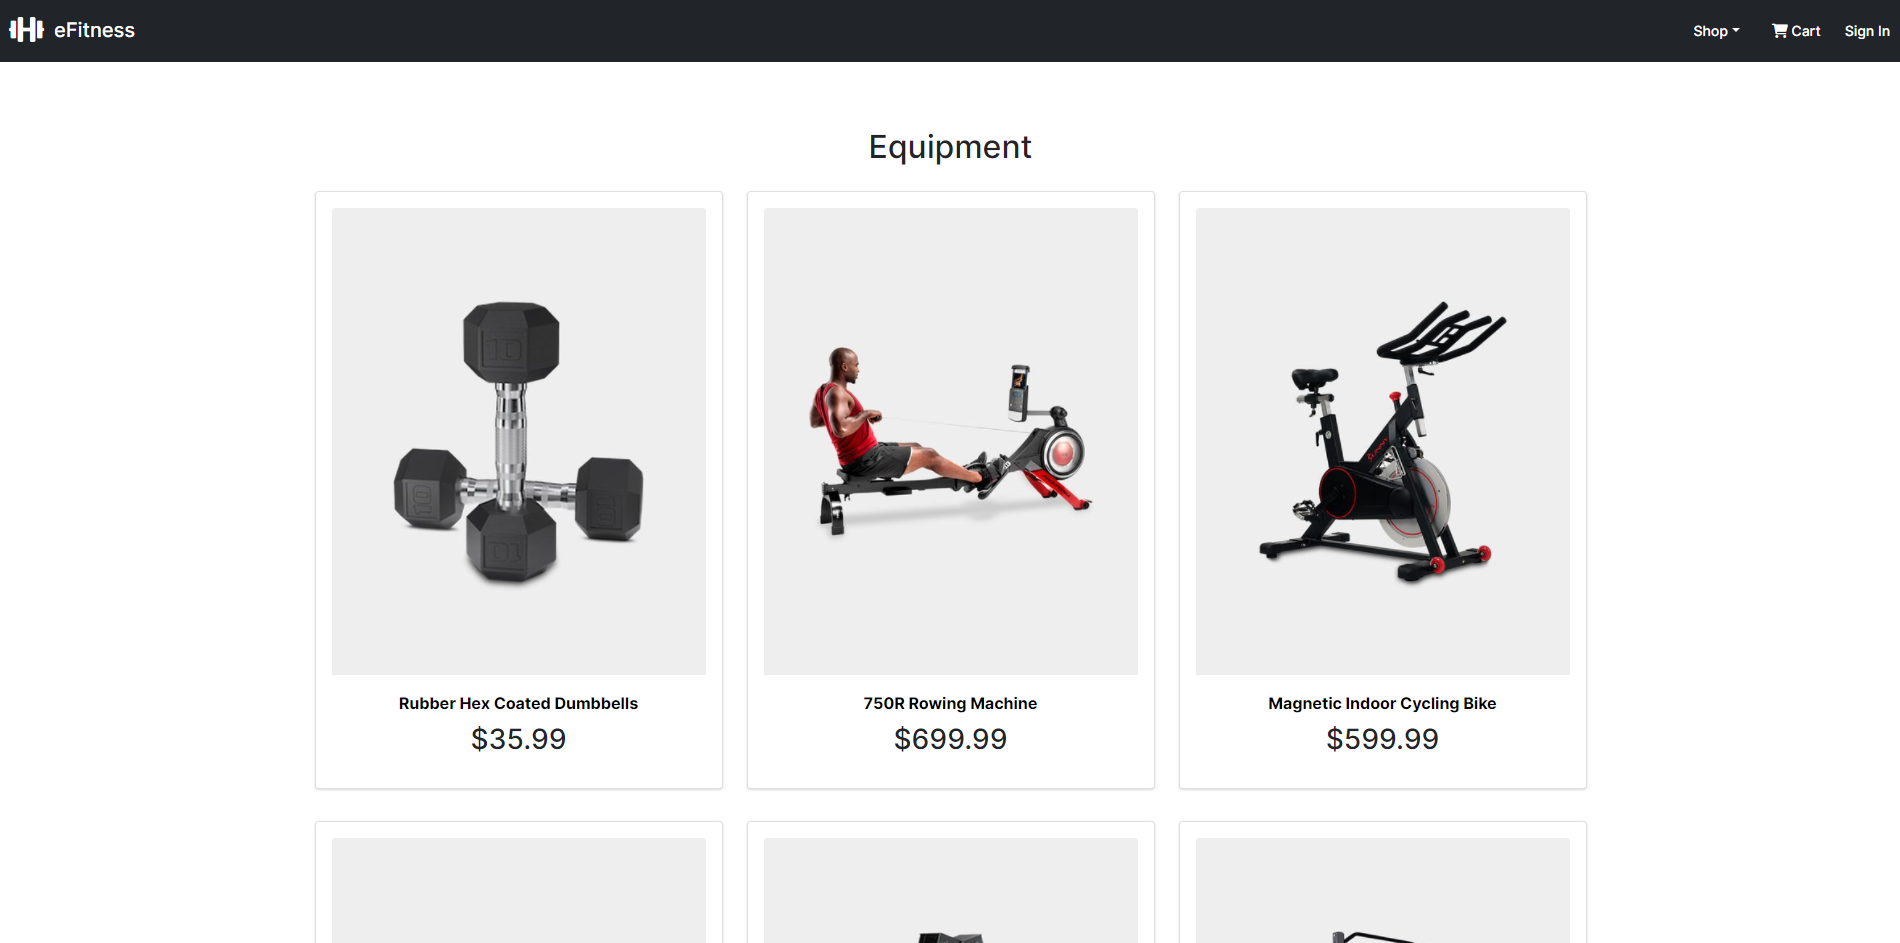 eFitness
Shop
Cart
Sign In
Equipment
10
10
10
Rubber Hex Coated Dumbbells
$35.99
750R Rowing Machine
$699.99
Magnetic Indoor Cycling Bike
$599.99